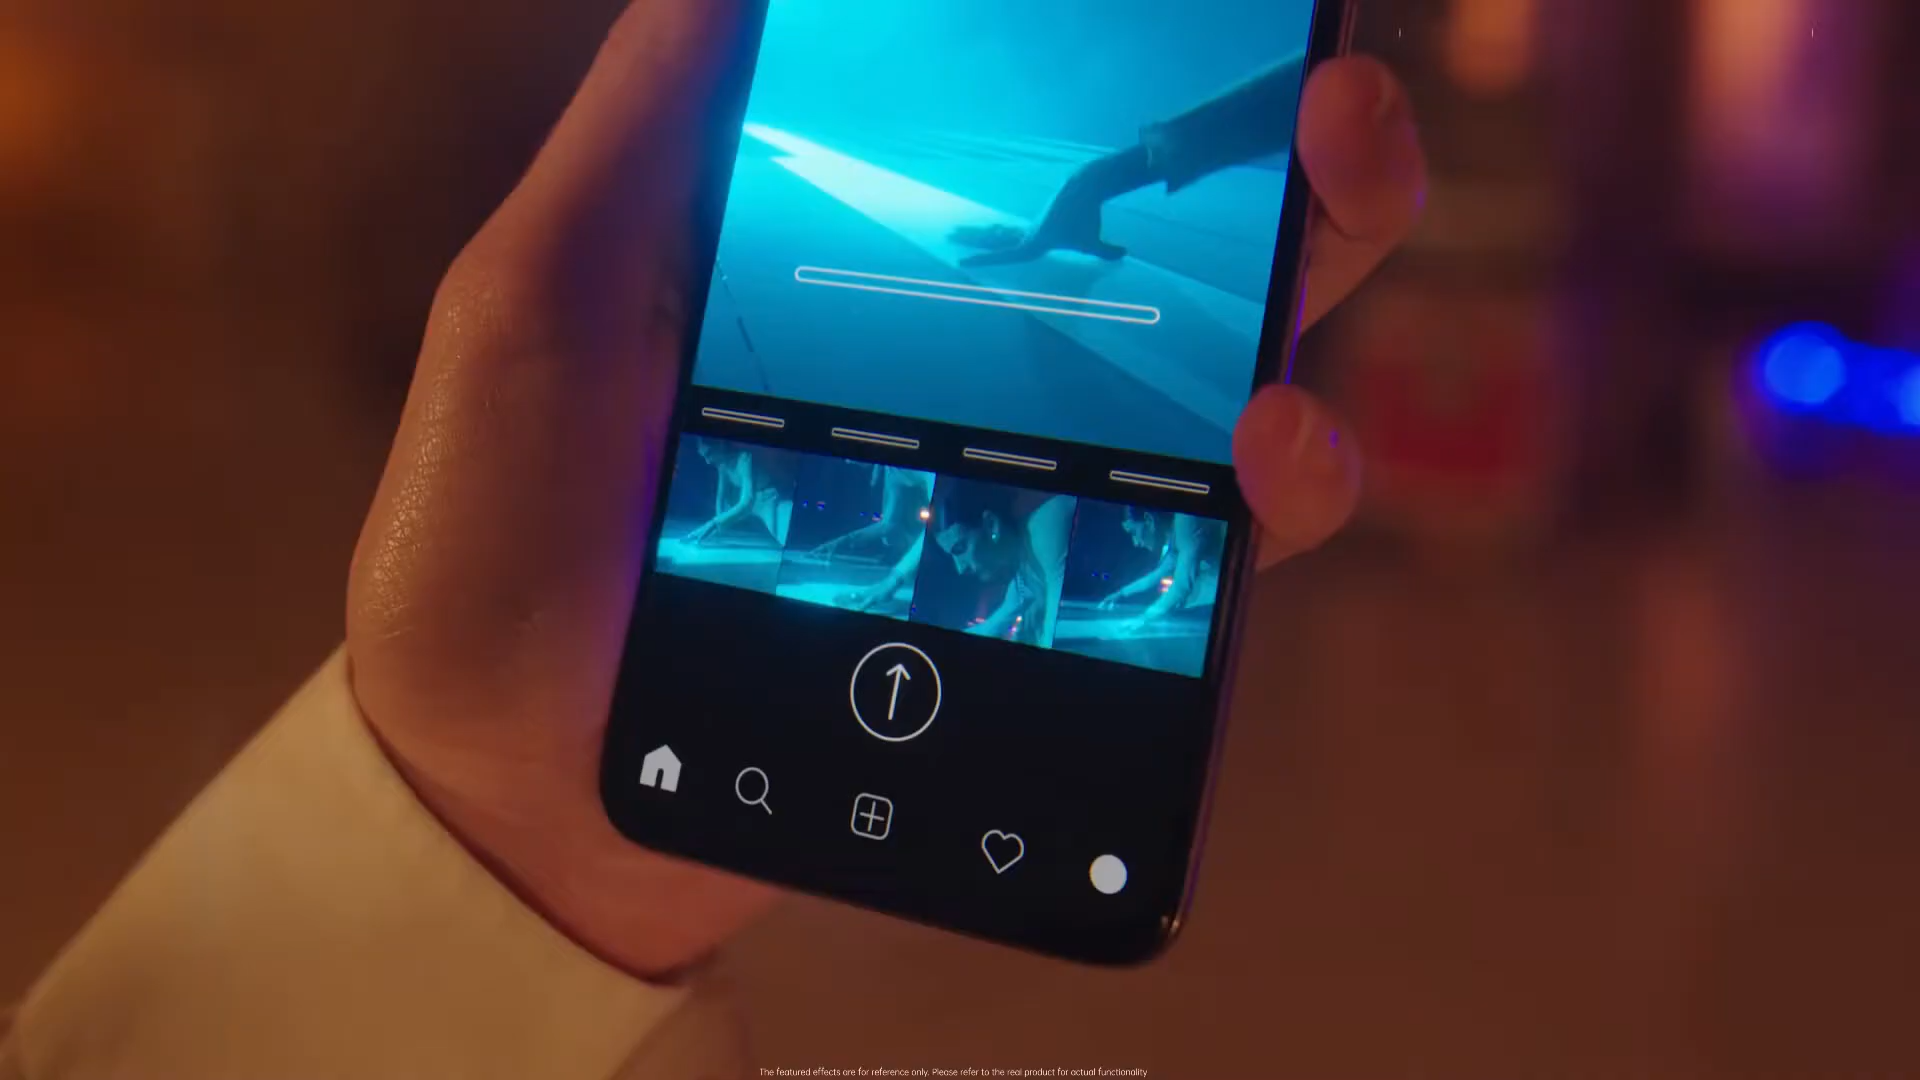 The featured effects are for reference only. Please refer to the real product for actual functionality